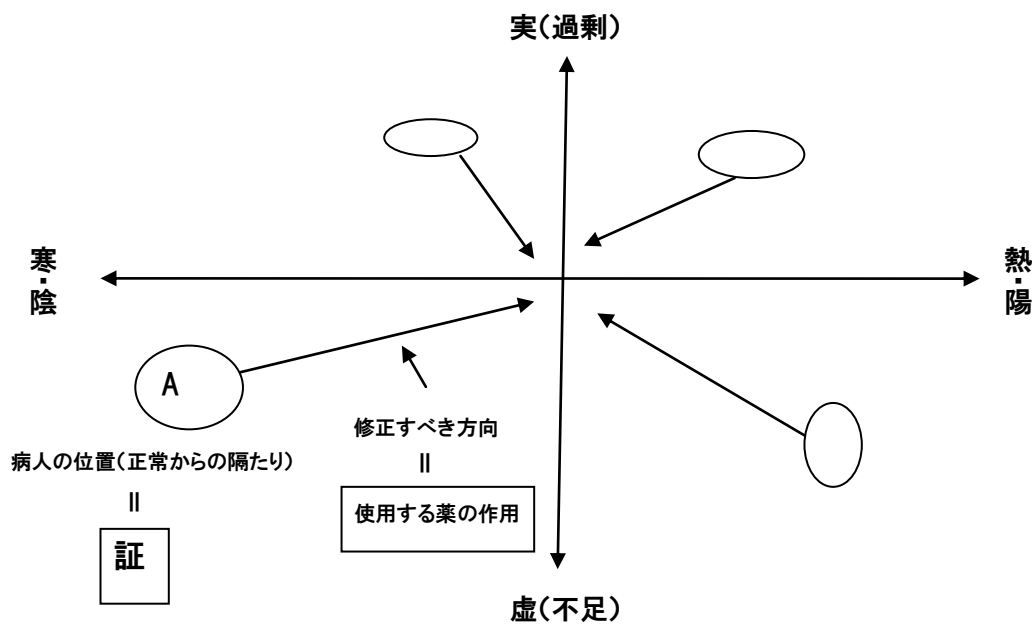 実(過剰)
寒・陰
熱・陽
A
病人の位置(正常からの隔たり)
||
証
修正すべき方向
||
使用する薬の作用
虚(不足)